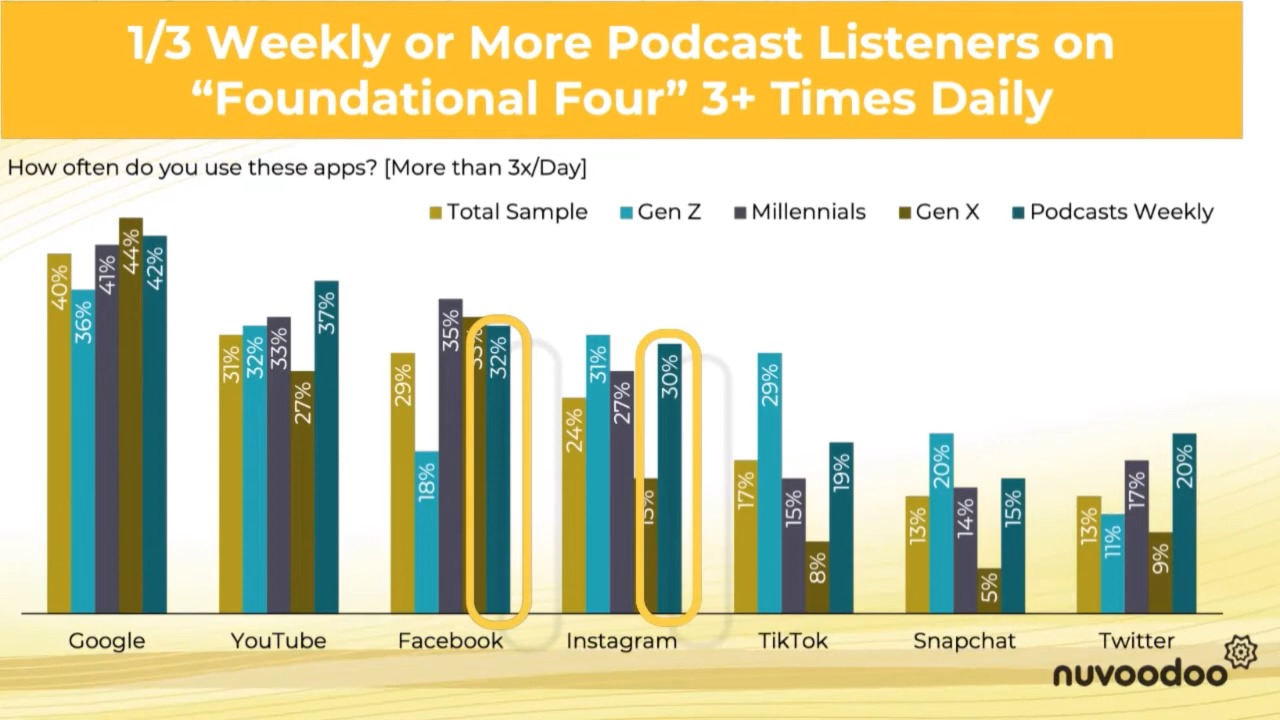 1/3 Weekly or More Podcast Listeners on
“Foundational Four” 3+ Times Daily
How often do you use these apps? [More than 3x/Day]
Total Sample Gen Z Millennials Gen X Podcasts Weekly
40% 36% 41% 44% 42%
31% 32% 33% 27% 37%
29% 18% 35% 33% 32%
24% 31% 27% 15% 30%
17% 29% 15% 8% 19%
13% 20% 14% 5% 15%
13% 11% 17% 9% 20%
Google YouTube Facebook Instagram TikTok Snapchat Twitter
nuvoodoo